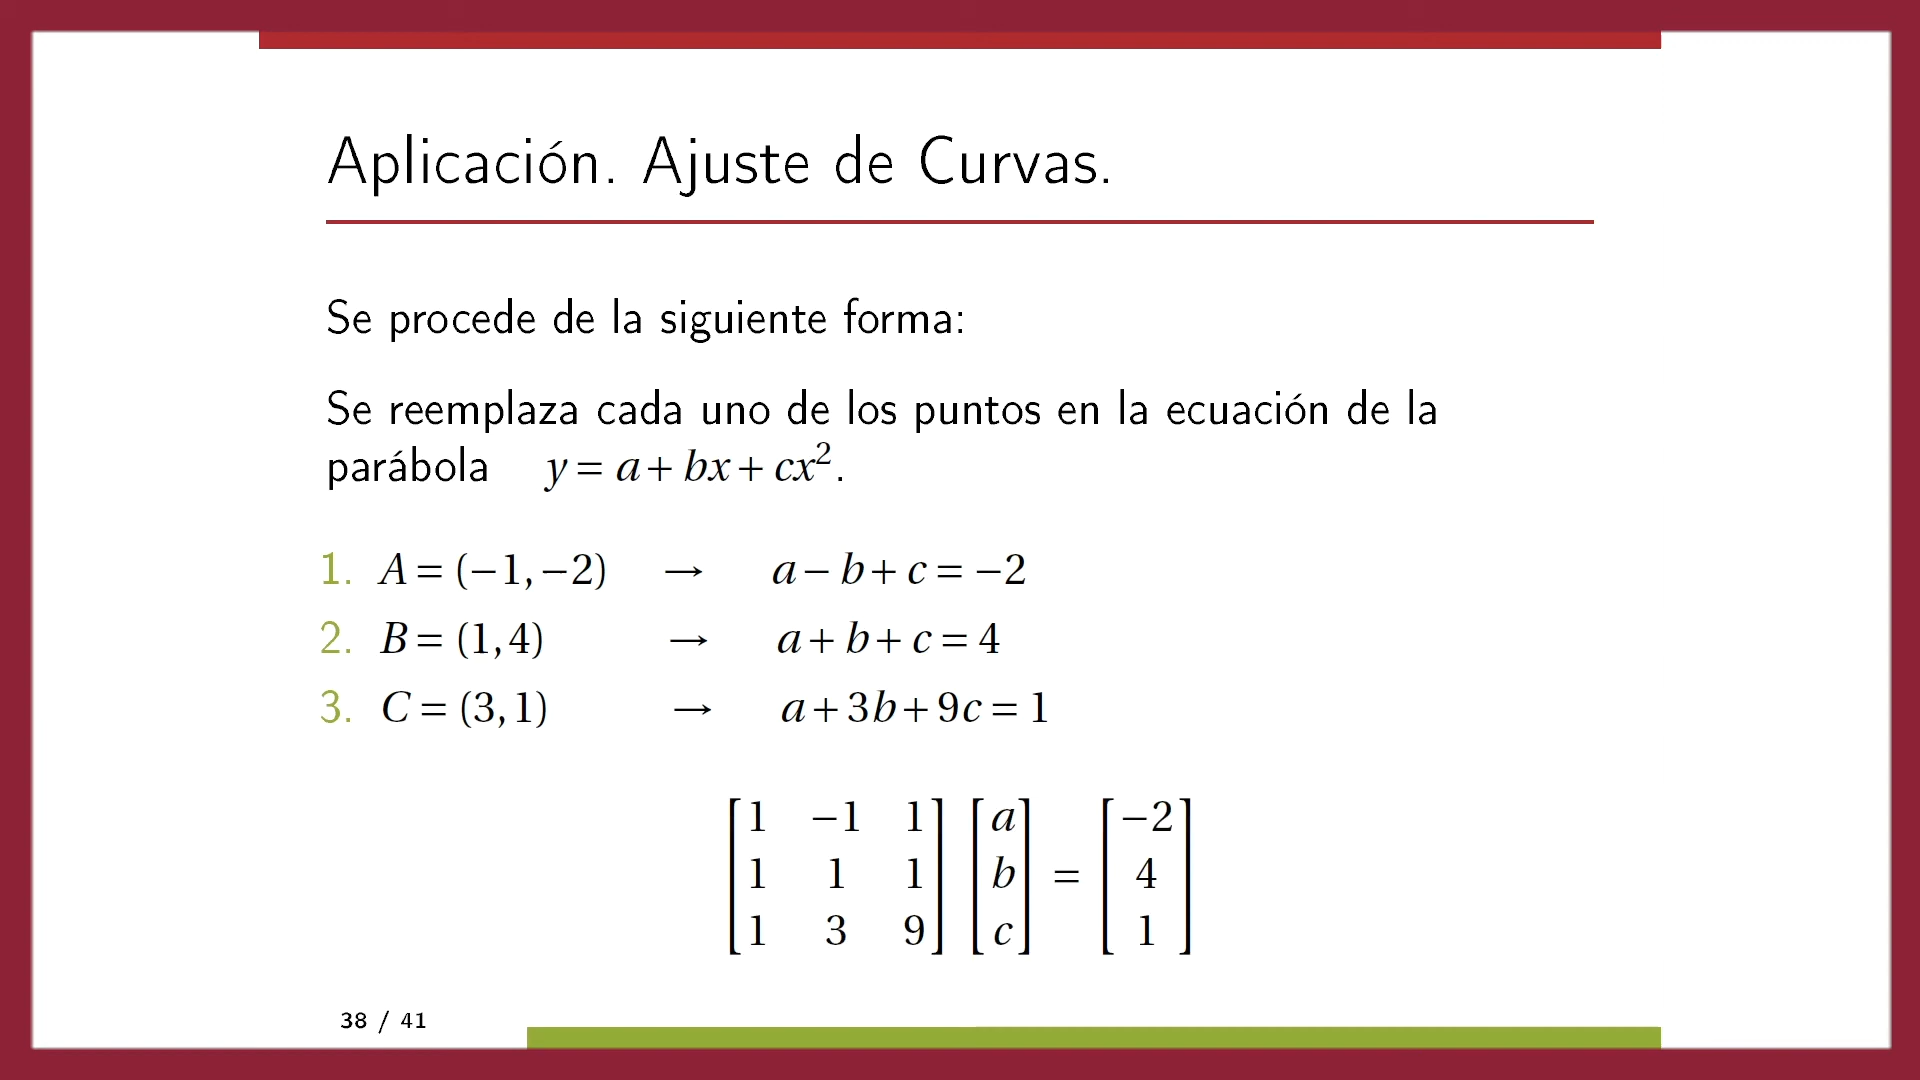 Aplicación. Ajuste de Curvas.
Se procede de la siguiente forma:
Se reemplaza cada uno de los puntos en la ecuación de la
parábola y = a + bx + cx².
1. A = (−1, −2) → a − b + c = −2
2. B = (1, 4) → a + b + c = 4
3. C = (3, 1) → a + 3b + 9c = 1
[1 −1 1] [a] [−2]
[1 1 1] [b] = [4]
[1 3 9] [c] [1]
38 / 41